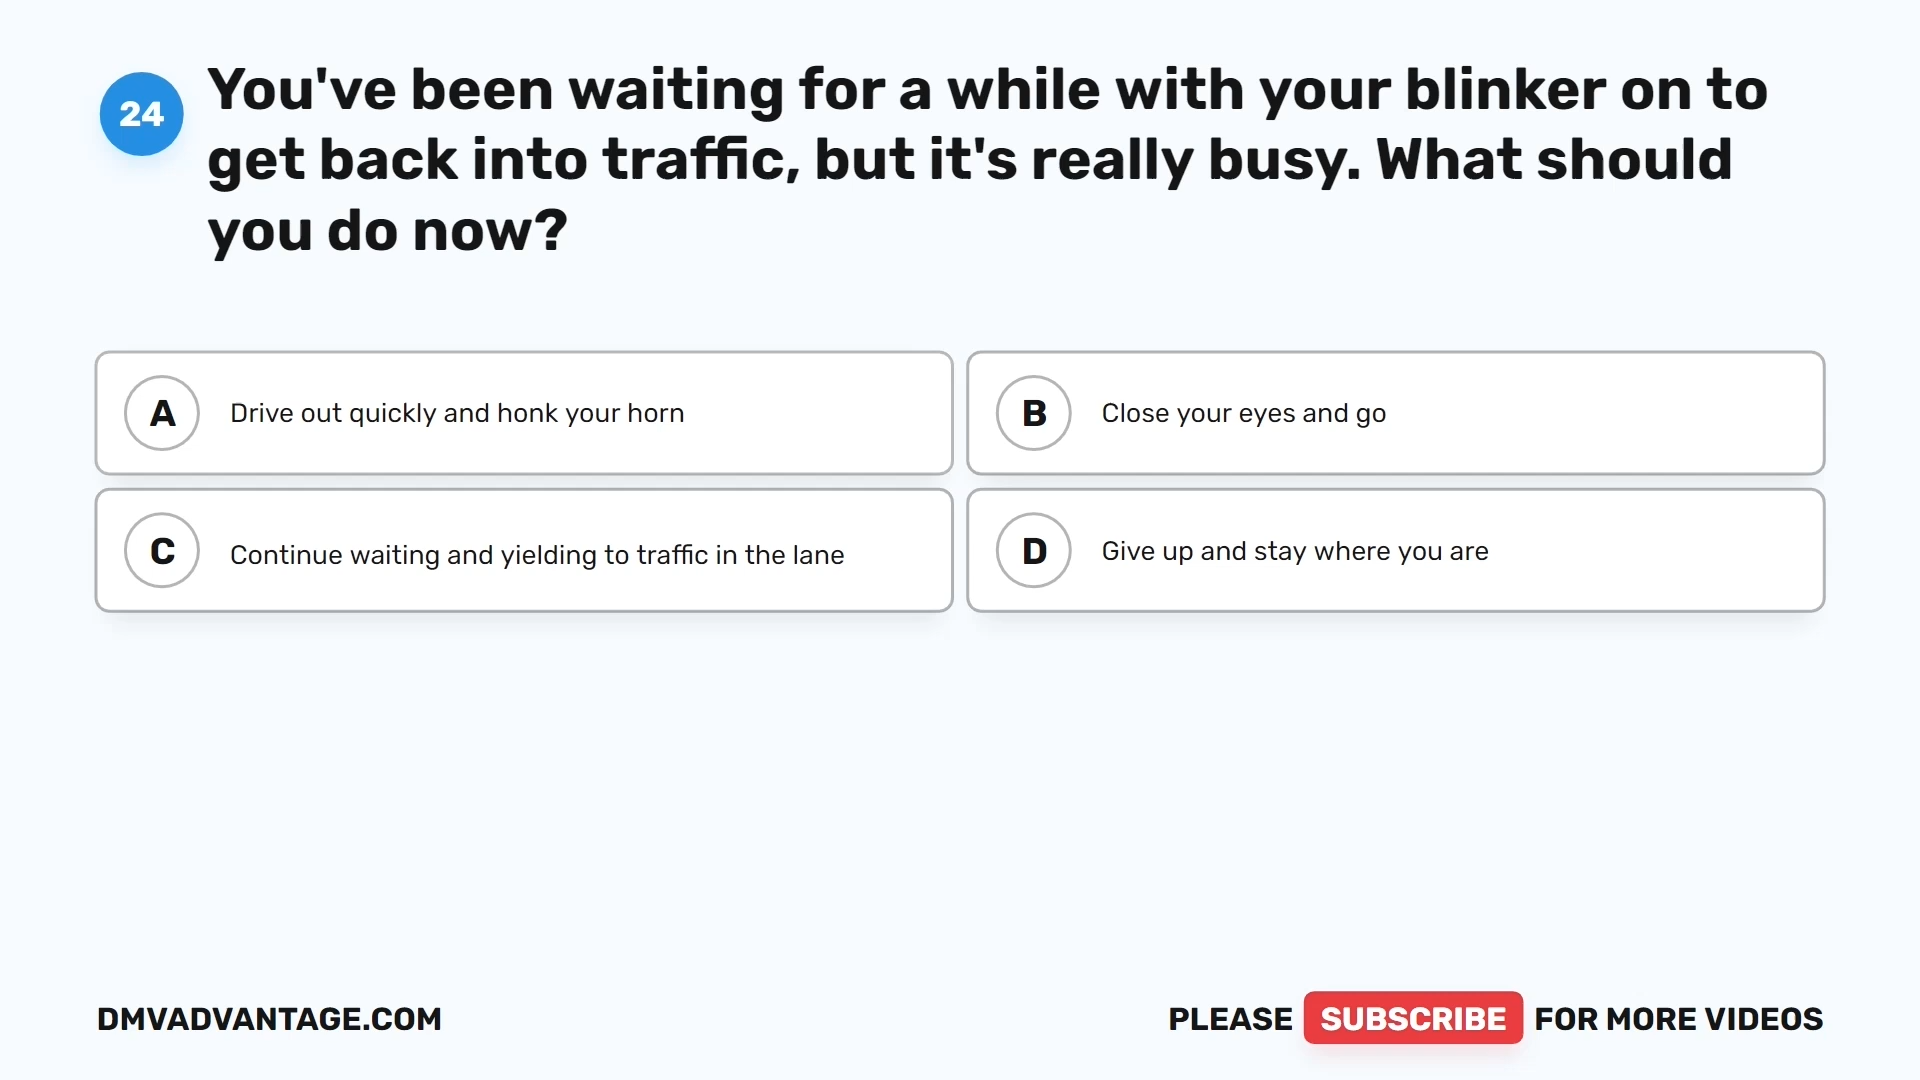 24
You've been waiting for a while with your blinker on to
get back into traffic, but it's really busy. What should
you do now?
A Drive out quickly and honk your horn
B Close your eyes and go
C Continue waiting and yielding to traffic in the lane
D Give up and stay where you are
DMVADVANTAGE.COM
PLEASE SUBSCRIBE FOR MORE VIDEOS